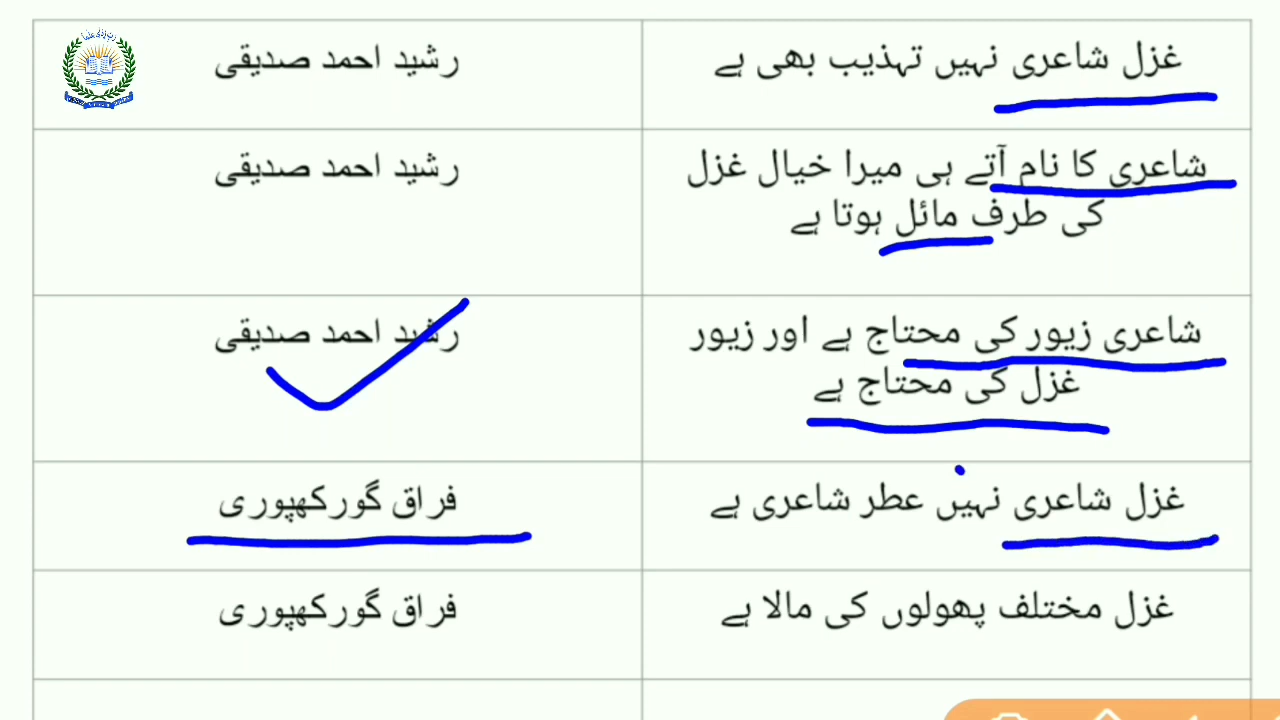 غزل شاعری نہیں تہذیب بھی ہے
رشید احمد صدیقی
شاعری کا نام آتے ہی میرا خیال غزل
کی طرف مائل ہوتا ہے
رشید احمد صدیقی
شاعری زیور کی محتاج ہے اور زیور
غزل کی محتاج ہے
رشید احمد صدیقی
غزل شاعری نہیں عطر شاعری ہے
فراق گورکھپوری
غزل مختلف پھولوں کی مالا ہے
فراق گورکھپوری